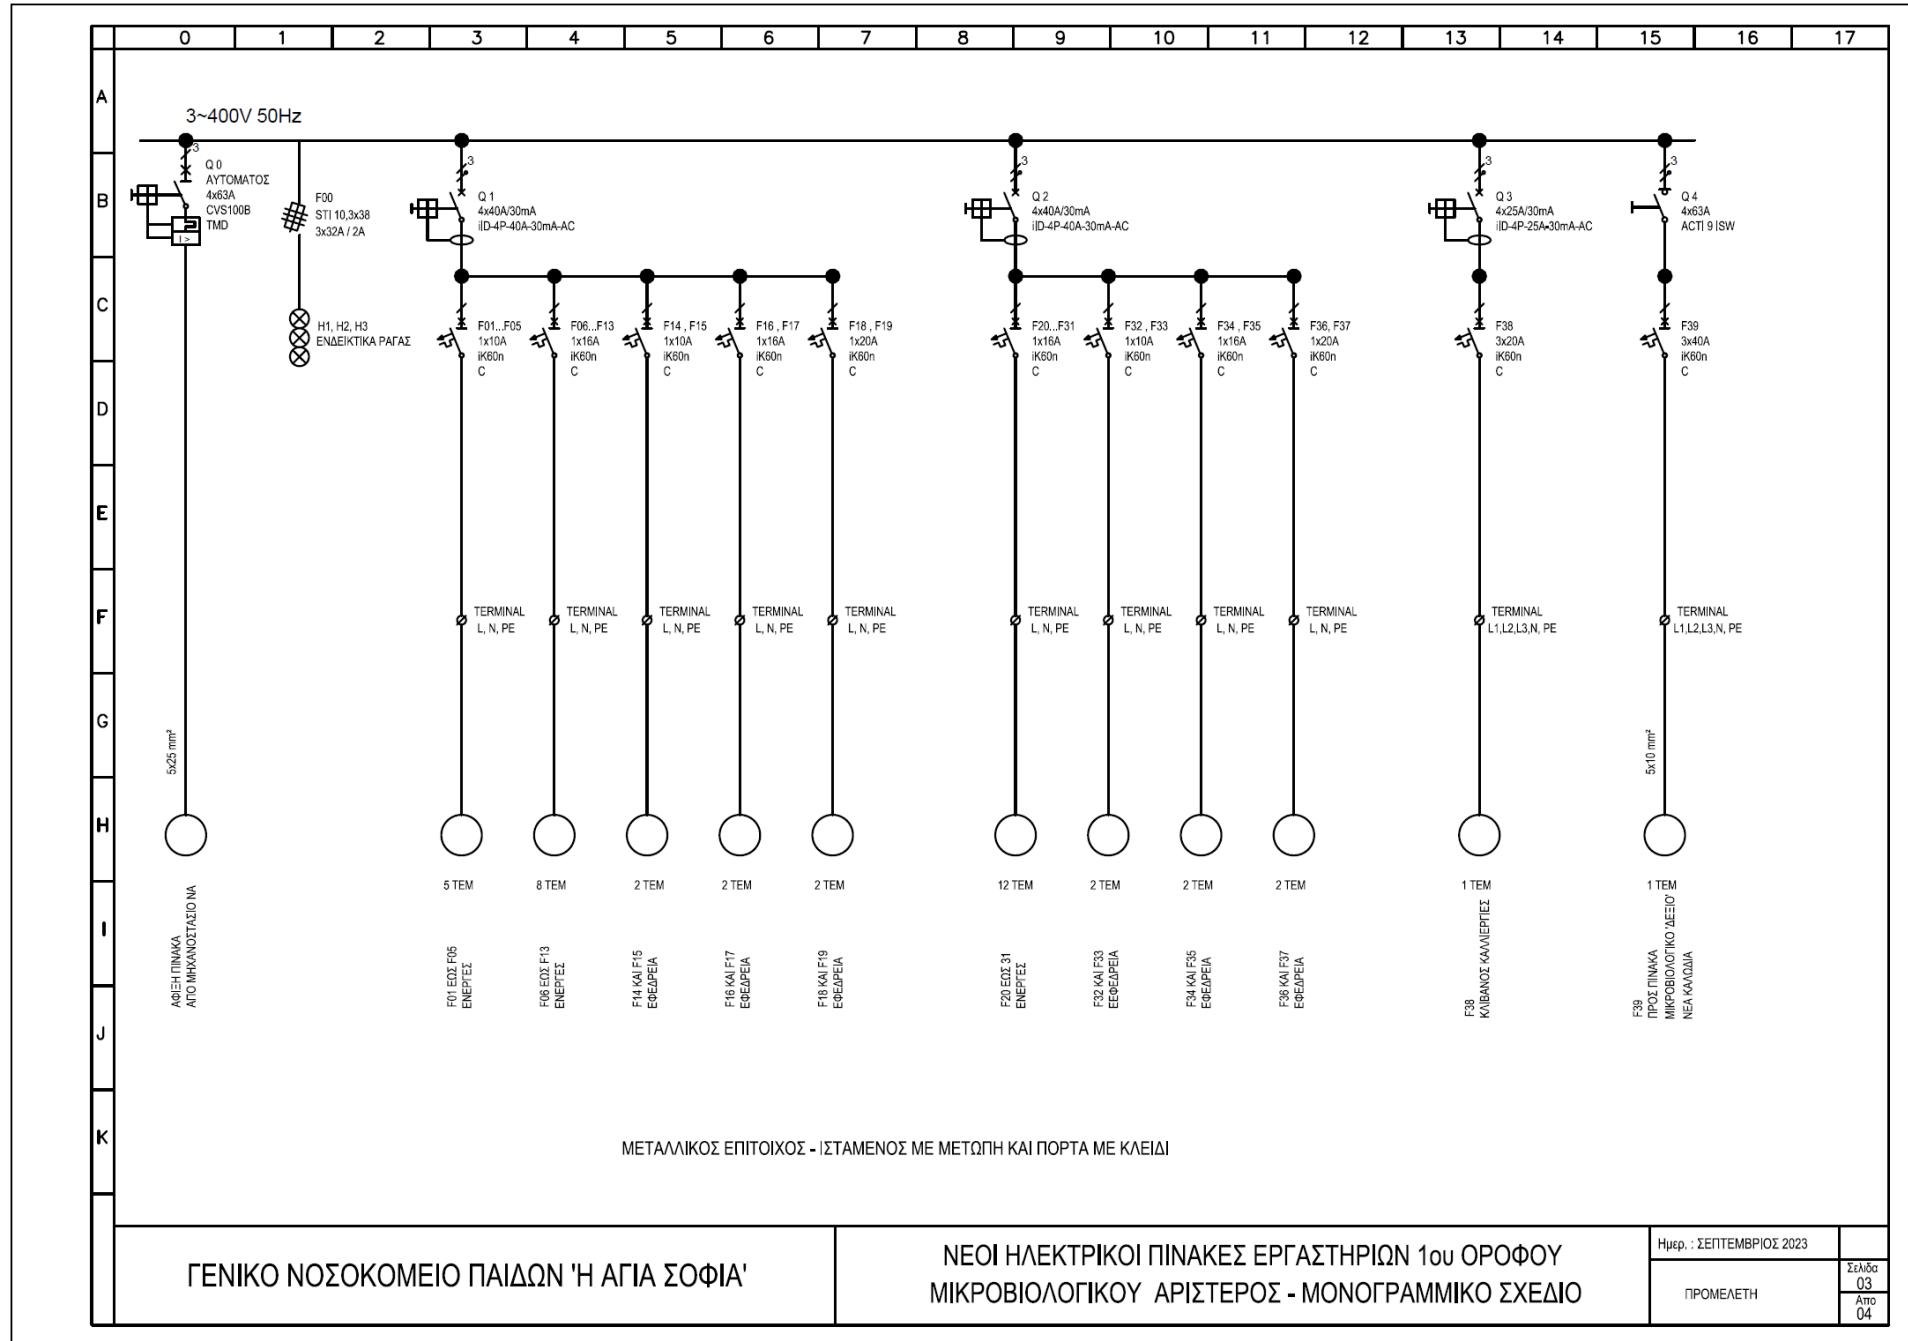 0 1 2 3 4 5 6 7 8 9 10 11 12 13 14 15 16 17
A
B
C
D
E
F
G
H
I
J
K
3~400V 50Hz
3
Q 0
ΑΥΤΟΜΑΤΟΣ
4x63A
CVS100B
TMD
I >
F00
STI 10,3x38
3x32A / 2A
H1, H2, H3
ΕΝΔΕΙΚΤΙΚΑ ΡΑΓΑΣ
3
Q 1
4x40A/30mA
iID-4P-40A-30mA-AC
3
Q 2
4x40A/30mA
iID-4P-40A-30mA-AC
3
Q 3
4x25A/30mA
iID-4P-25A-30mA-AC
3
Q 4
4x63A
ACTI 9 ISW
F01...F05
1x10A
iK60n
C
F06...F13
1x16A
iK60n
C
F14 , F15
1x10A
iK60n
C
F16 , F17
1x16A
iK60n
C
F18 , F19
1x20A
iK60n
C
F20...F31
1x16A
iK60n
C
F32 , F33
1x10A
iK60n
C
F34 , F35
1x16A
iK60n
C
F36, F37
1x20A
iK60n
C
F38
3x20A
iK60n
C
F39
3x40A
iK60n
C
TERMINAL
L, N, PE
TERMINAL
L, N, PE
TERMINAL
L, N, PE
TERMINAL
L, N, PE
TERMINAL
L, N, PE
TERMINAL
L, N, PE
TERMINAL
L, N, PE
TERMINAL
L, N, PE
TERMINAL
L, N, PE
TERMINAL
L1,L2,L3,N, PE
TERMINAL
L1,L2,L3,N, PE
5x25 mm²
5x10 mm²
5 ΤΕΜ
8 ΤΕΜ
2 ΤΕΜ
2 ΤΕΜ
2 ΤΕΜ
12 ΤΕΜ
2 ΤΕΜ
2 ΤΕΜ
2 ΤΕΜ
1 ΤΕΜ
1 ΤΕΜ
ΑΦΙΞΗ ΠΙΝΑΚΑ
ΑΠΟ ΜΗΧΑΝΟΣΤΑΣΙΟ ΝΑ
F01 ΕΩΣ F05
ΕΝΕΡΓΕΣ
F06 ΕΩΣ F13
ΕΝΕΡΓΕΣ
F14 ΚΑΙ F15
ΕΦΕΔΡΕΙΑ
F16 ΚΑΙ F17
ΕΦΕΔΡΕΙΑ
F18 ΚΑΙ F19
ΕΦΕΔΡΕΙΑ
F20 ΕΩΣ 31
ΕΝΕΡΓΕΣ
F32 ΚΑΙ F33
ΕΕΦΕΔΡΕΙΑ
F34 ΚΑΙ F35
ΕΦΕΔΡΕΙΑ
F36 ΚΑΙ F37
ΕΦΕΔΡΕΙΑ
F38
ΚΛΙΒΑΝΟΣ ΚΑΛΛΙΕΡΓΙΕΣ
F39
ΠΡΟΣ ΠΙΝΑΚΑ
ΜΙΚΡΟΒΙΟΛΟΓΙΚΟ 'ΔΕΞΙΟ'
ΝΕΑ ΚΑΛΩΔΙΑ
ΜΕΤΑΛΛΙΚΟΣ ΕΠΙΤΟΙΧΟΣ - ΙΣΤΑΜΕΝΟΣ ΜΕ ΜΕΤΩΠΗ ΚΑΙ ΠΟΡΤΑ ΜΕ ΚΛΕΙΔΙ
ΓΕΝΙΚΟ ΝΟΣΟΚΟΜΕΙΟ ΠΑΙΔΩΝ 'Η ΑΓΙΑ ΣΟΦΙΑ'
ΝΕΟΙ ΗΛΕΚΤΡΙΚΟΙ ΠΙΝΑΚΕΣ ΕΡΓΑΣΤΗΡΙΩΝ 1ου ΟΡΟΦΟΥ
ΜΙΚΡΟΒΙΟΛΟΓΙΚΟΥ ΑΡΙΣΤΕΡΟΣ - ΜΟΝΟΓΡΑΜΜΙΚΟ ΣΧΕΔΙΟ
Ημερ. : ΣΕΠΤΕΜΒΡΙΟΣ 2023
ΠΡΟΜΕΛΕΤΗ
Σελίδα
03
Απο
04